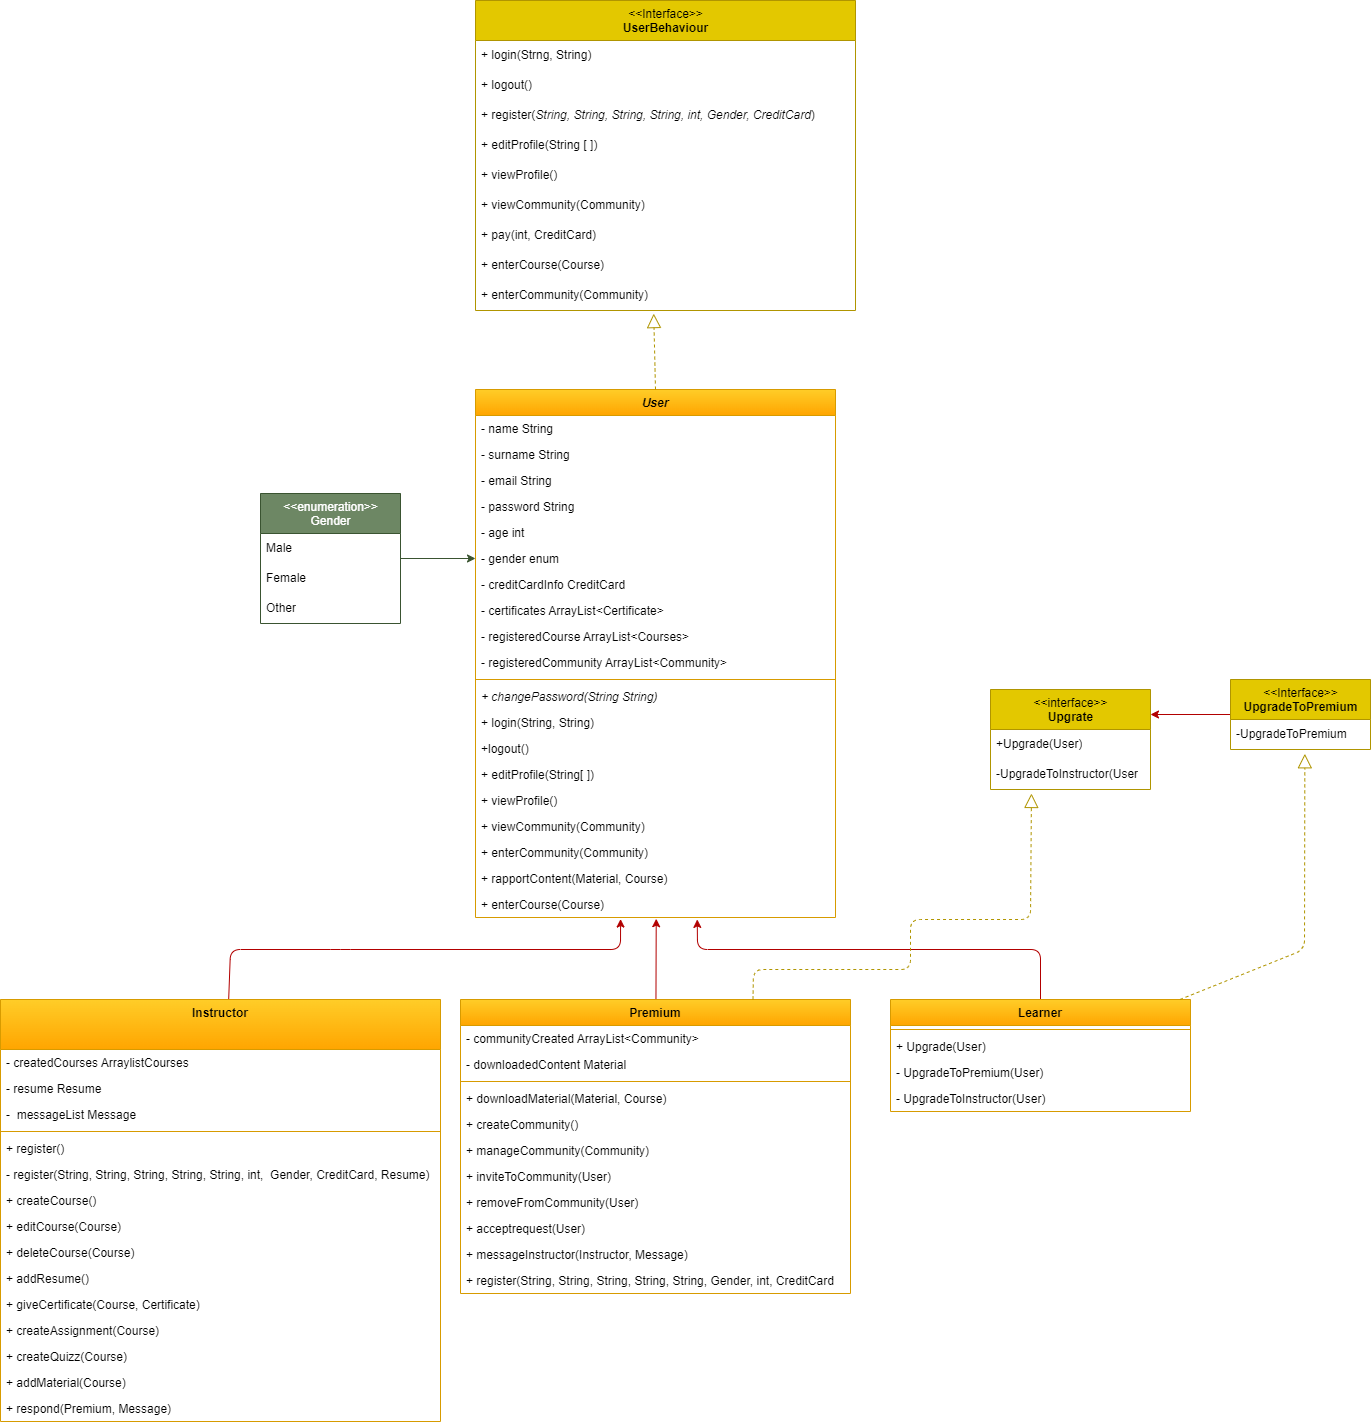 <<Interface>>
UserBehaviour
+ login(Strng, String)
+ logout()
+ register(String, String, String, String, int, Gender, CreditCard)
+ editProfile(String [ ])
+ viewProfile()
+ viewCommunity(Community)
+ pay(int, CreditCard)
+ enterCourse(Course)
+ enterCommunity(Community)
User
- name String
- surname String
- email String
- password String
- age int
- gender enum
- creditCardInfo CreditCard
- certificates ArrayList<Certificate>
- registeredCourse ArrayList<Courses>
- registeredCommunity ArrayList<Community>
+ changePassword(String String)
+ login(String, String)
+logout()
+ editProfile(String[ ])
+ viewProfile()
+ viewCommunity(Community)
+ enterCommunity(Community)
+ rapportContent(Material, Course)
+ enterCourse(Course)
<<enumeration>>
Gender
Male
Female
Other
<<interface>>
Upgrate
+Upgrade(User)
-UpgradeToInstructor(User
<<Interface>>
UpgradeToPremium
-UpgradeToPremium
Instructor
- createdCourses ArraylistCourses
- resume Resume
- messageList Message
+ register()
- register(String, String, String, String, String, int, Gender, CreditCard, Resume)
+ createCourse()
+ editCourse(Course)
+ deleteCourse(Course)
+ addResume()
+ giveCertificate(Course, Certificate)
+ createAssignment(Course)
+ createQuizz(Course)
+ addMaterial(Course)
+ respond(Premium, Message)
Premium
- communityCreated ArrayList<Community>
- downloadedContent Material
+ downloadMaterial(Material, Course)
+ createCommunity()
+ manageCommunity(Community)
+ inviteToCommunity(User)
+ removeFromCommunity(User)
+ acceptrequest(User)
+ messageInstructor(Instructor, Message)
+ register(String, String, String, String, String, Gender, int, CreditCard
Learner
+ Upgrade(User)
- UpgradeToPremium(User)
- UpgradeToInstructor(User)